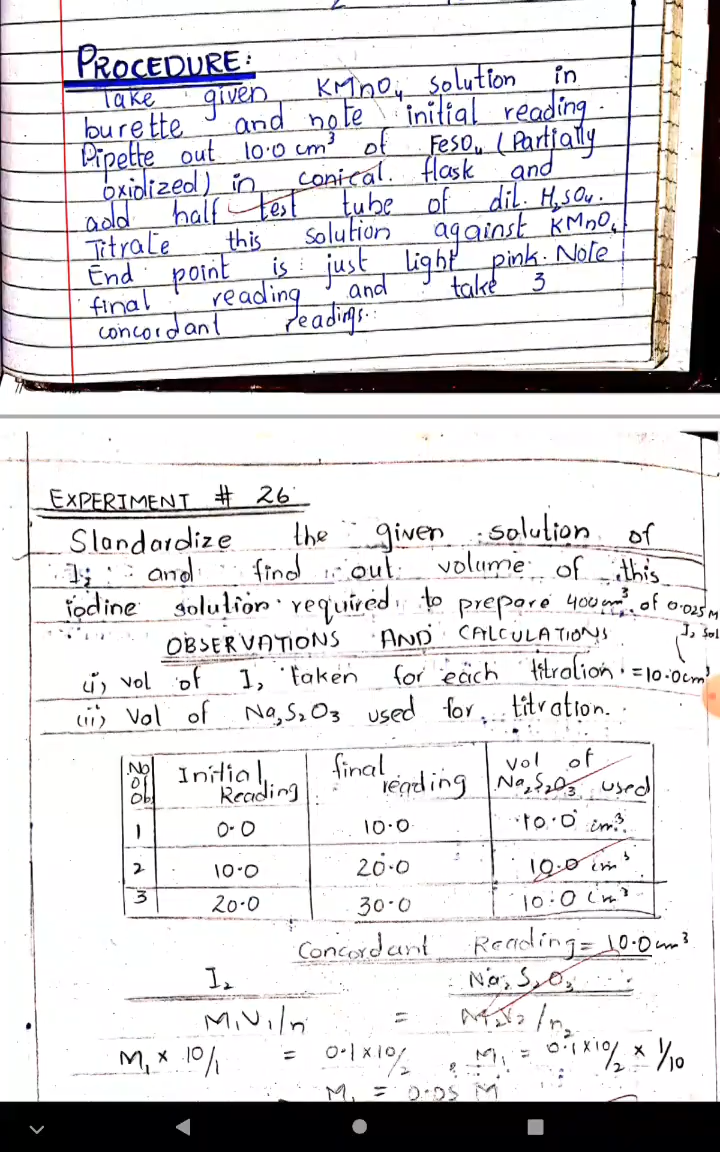 PROCEDURE:
Take given KMnO4 solution in
burette and note initial reading.
Pipette out 10.0 cm³ of FeSO4 (Partially
oxidized) in conical flask and
add half test tube of dil. H2SO4.
Titrate this solution against KMnO4
End point is just light pink. Note
final reading and take 3
concordant readings.
EXPERIMENT # 26
Standardize the given solution of
I2 and find out volume of this
iodine solution required to prepare 400cm³ of 0.025 M
I2 sol
OBSERVATIONS AND CALCULATIONS
(i) vol of I2 taken for each titration = 10.0cm³
(ii) Vol of Na2S2O3 used for titration.
No Of Ob. Initial Reading final reading vol of Na2S2O3 used
1 0.0 10.0 10.0 cm³
2 10.0 20.0 10.0 cm³
3 20.0 30.0 10.0 cm³
Concordant Reading = 10.0cm³
I2 Na2S2O3
M1V1/n = M2V2/n2
M1 × 10/1 = 0.1×10/2 , M1 = 0.1×10/2 × 1/10
M1 = 0.05 M